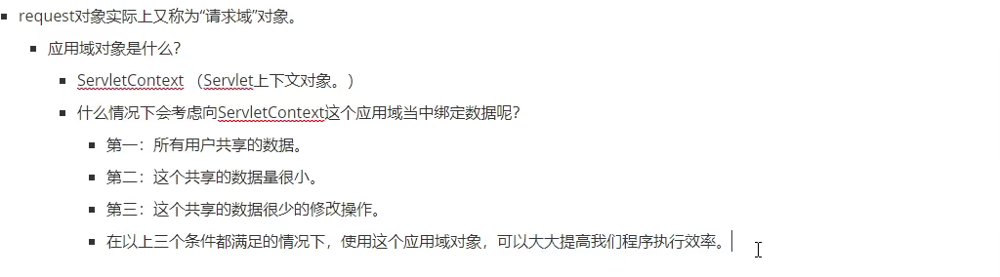 request对象实际上又称为“请求域”对象。
应用域对象是什么?
ServletContext （Servlet上下文对象。）
什么情况下会考虑向ServletContext这个应用域当中绑定数据呢?
第一：所有用户共享的数据。
第二：这个共享的数据量很小。
第三：这个共享的数据很少的修改操作。
在以上三个条件都满足的情况下，使用这个应用域对象，可以大大提高我们程序执行效率。